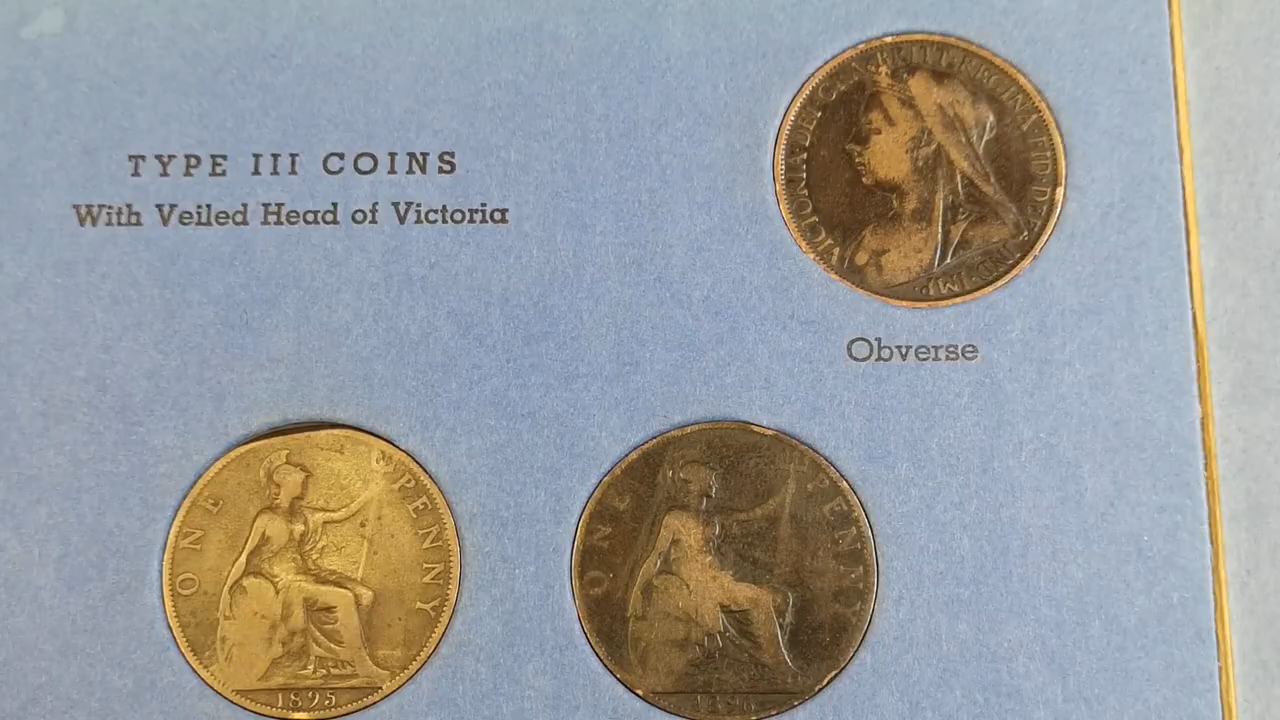 TYPE III COINS
With Veiled Head of Victoria
VICTORIA·DEI·GRA·BRITT·REGINA·FID·DEF·IND·IMP·
Obverse
ONE PENNY
1895
ONE PENNY
1896